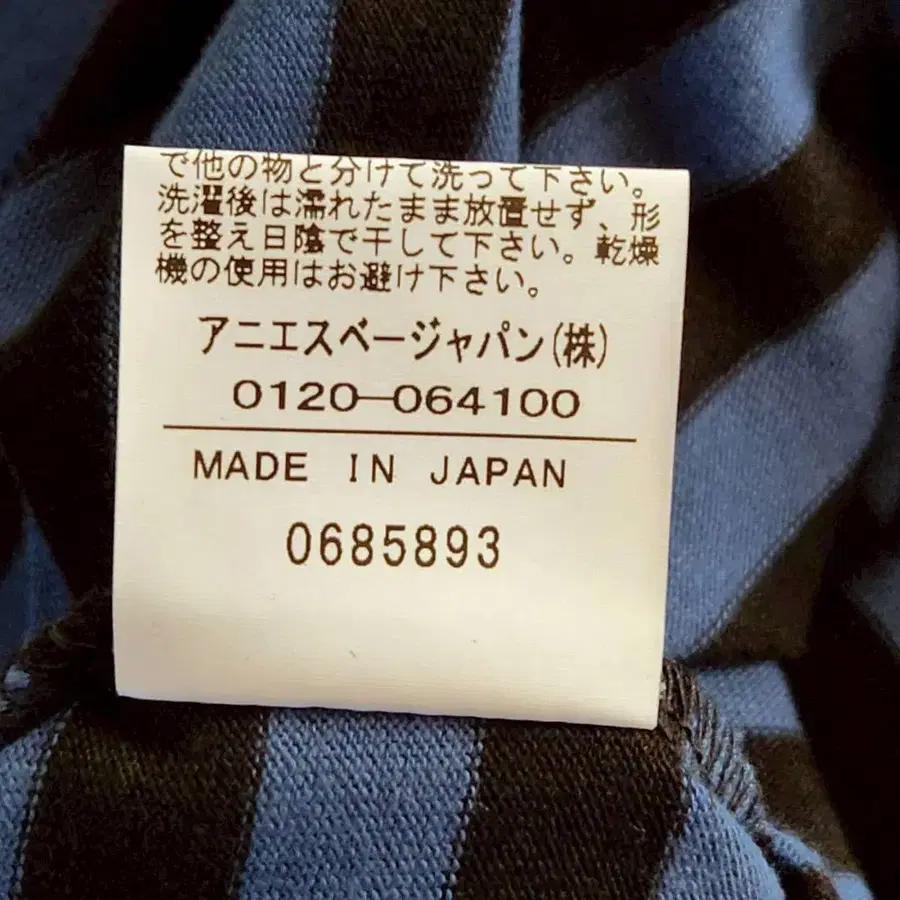 で他の物と分けて洗って下さい。
洗濯後は濡れたまま放置せず、形
を整え日陰で干して下さい。乾燥
機の使用はお避け下さい。
アニエスベージャパン(株)
0120-064100
MADE IN JAPAN
0685893